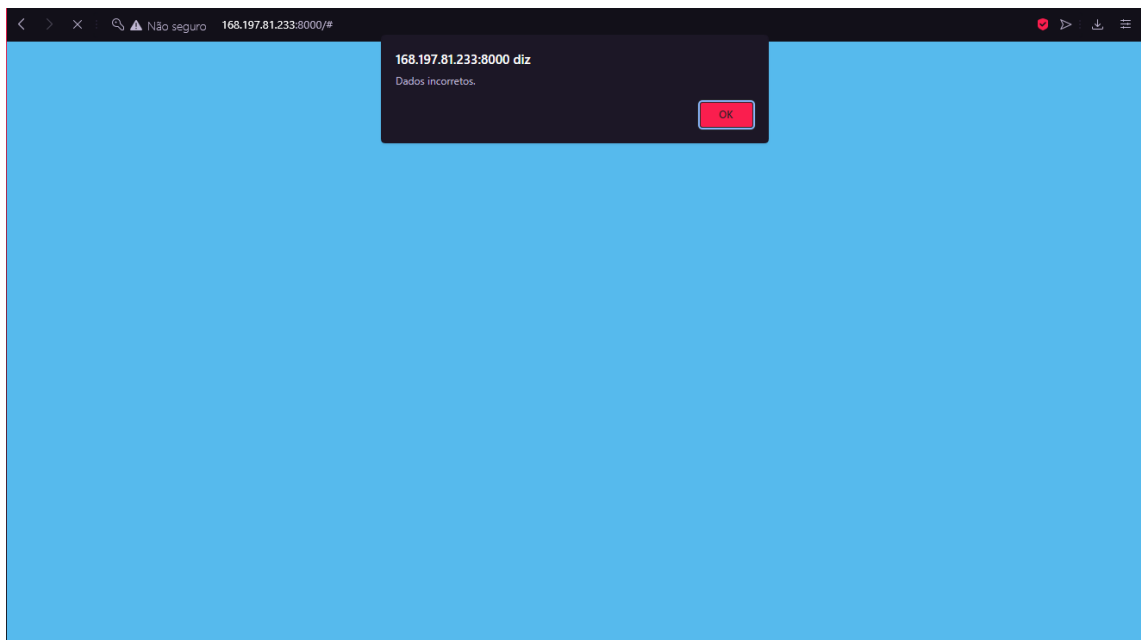 Não seguro 168.197.81.233:8000/#
168.197.81.233:8000 diz
Dados incorretos.
OK